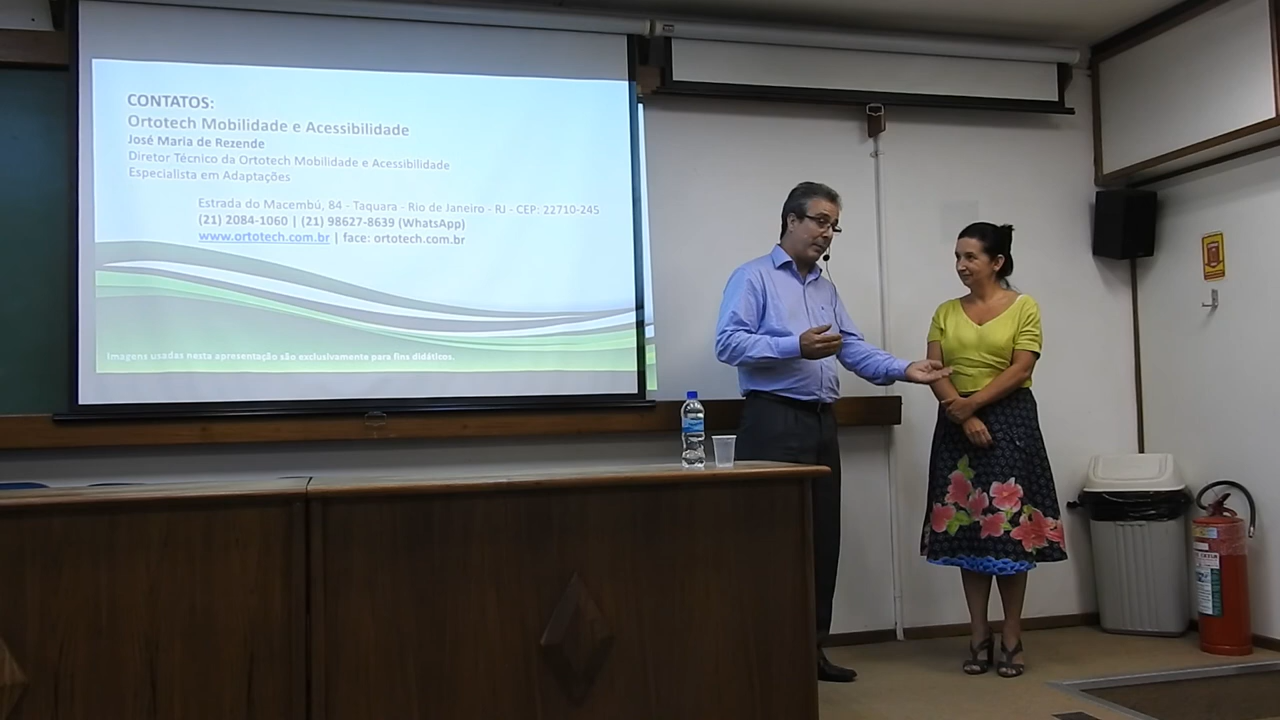 CONTATOS:
Ortotech Mobilidade e Acessibilidade
José Maria de Rezende
Diretor Técnico da Ortotech Mobilidade e Acessibilidade
Especialista em Adaptações
Estrada do Macembú, 84 - Taquara - Rio de Janeiro - RJ - CEP: 22710-245
(21) 2084-1060 | (21) 98627-8639 (WhatsApp)
www.ortotech.com.br | face: ortotech.com.br
Imagens usadas nesta apresentação são exclusivamente para fins didáticos.